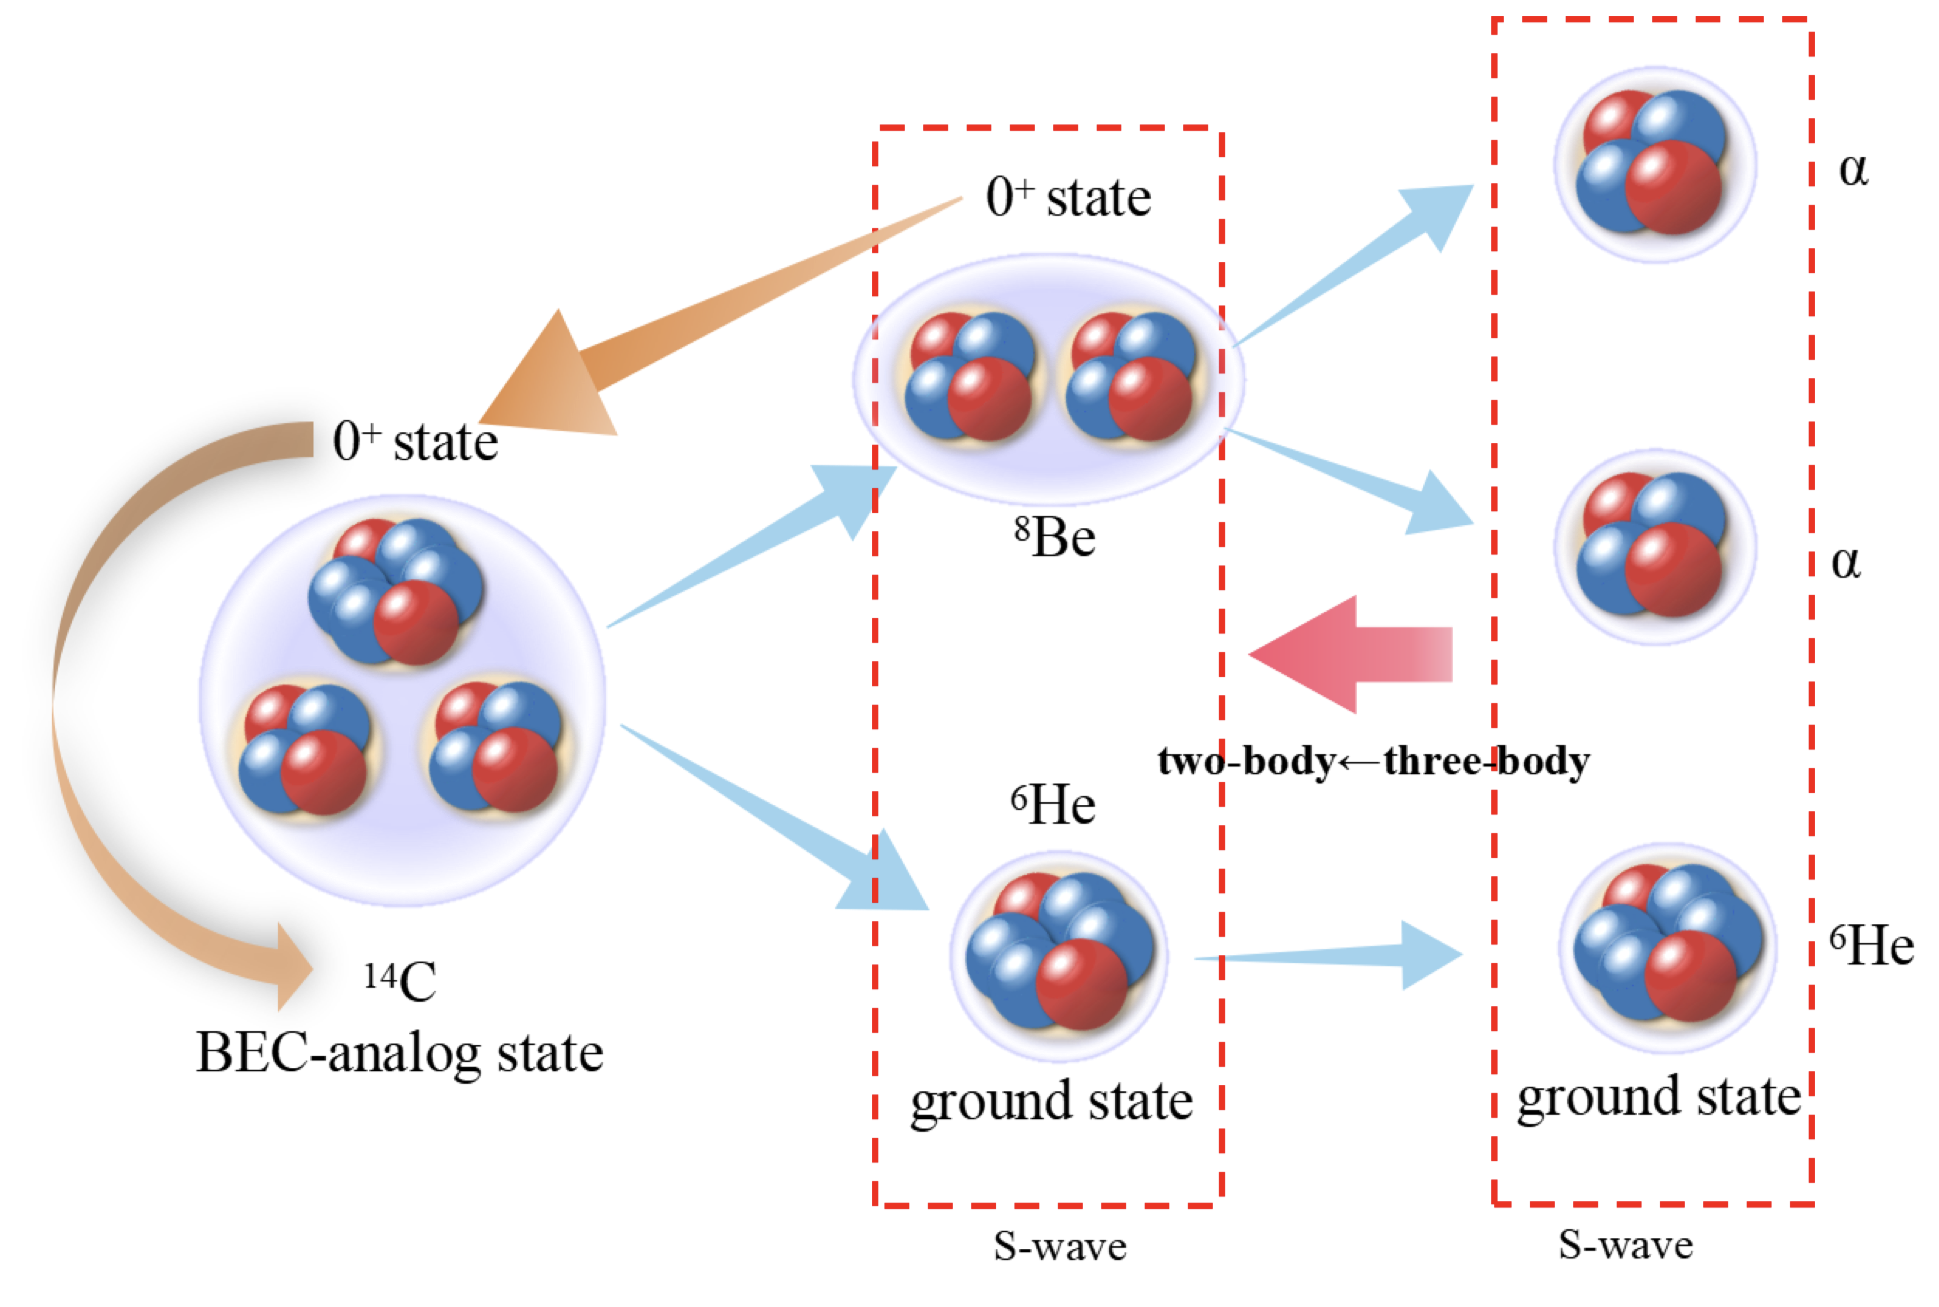 0⁺ state
α
0⁺ state
⁸Be
α
two-body←three-body
⁶He
⁶He
¹⁴C
BEC-analog state
ground state
ground state
S-wave
S-wave